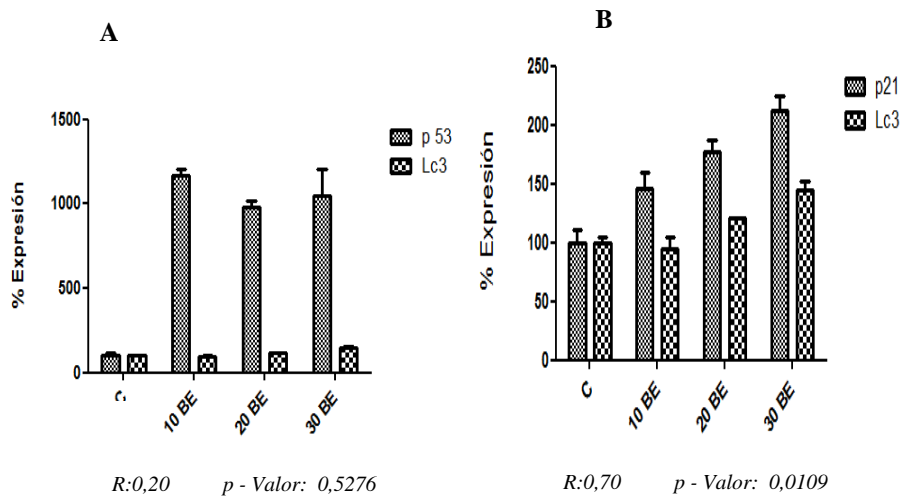 A
% Expresión
1500
1000
500
0
C
10 BE
20 BE
30 BE
p 53
Lc3
R:0,20 p - Valor: 0,5276
B
% Expresión
250
200
150
100
50
0
C
10 BE
20 BE
30 BE
p21
Lc3
R:0,70 p - Valor: 0,0109